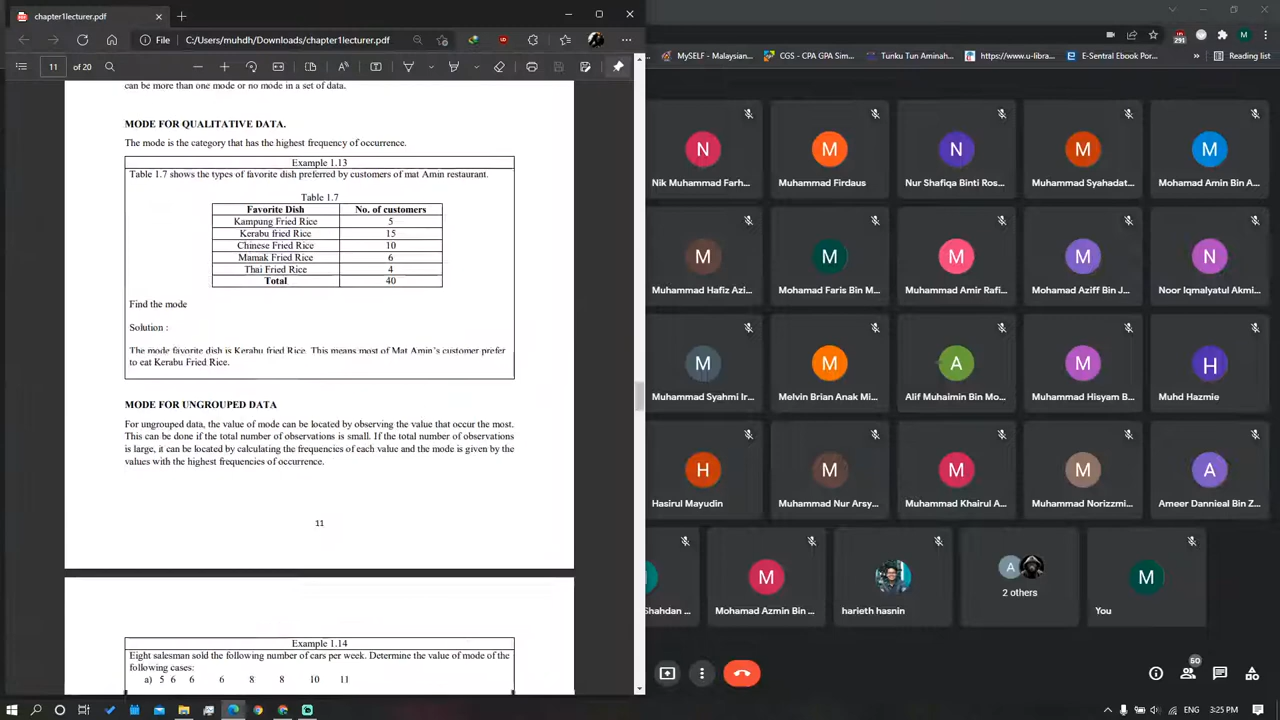 chapter1lecturer.pdf
File
C:/Users/muhdh/Downloads/chapter1lecturer.pdf
11 of 20
can be more than one mode or no mode in a set of data.
MODE FOR QUALITATIVE DATA.
The mode is the category that has the highest frequency of occurrence.
Example 1.13
Table 1.7 shows the types of favorite dish preferred by customers of mat Amin restaurant.
Table 1.7
Favorite Dish No. of customers
Kampung Fried Rice 5
Kerabu fried Rice 15
Chinese Fried Rice 10
Mamak Fried Rice 6
Thai Fried Rice 4
Total 40
Find the mode
Solution :
The mode favorite dish is Kerabu fried Rice. This means most of Mat Amin's customer prefer
to eat Kerabu Fried Rice.
MODE FOR UNGROUPED DATA
For ungrouped data, the value of mode can be located by observing the value that occur the most.
This can be done if the total number of observations is small. If the total number of observations
is large, it can be located by calculating the frequencies of each value and the mode is given by the
values with the highest frequencies of occurrence.
11
Example 1.14
Eight salesman sold the following number of cars per week. Determine the value of mode of the
following cases:
a) 5 6 6 6 8 8 10 11
291
M
MySELF - Malaysian...
CGS - CPA GPA S...
Tunku Tun Aminah...
https://www.u-libra...
E-Sentral Ebook Por...
»
Reading list
N M N M M
Nik Muhammad Farh... Muhammad Firdaus Nur Shafiqa Binti Ros... Muhammad Syahadat... Muhamad Amin Bin A...
M M M M N
Muhammad Hafiz Azi... Mohamad Faris Bin M... Muhammad Amir Rafi... Mohamad Aziff Bin J... Noor Iqmalyatul Akmi...
M M A M H
Muhamad Syahmi Ir... Melvin Brian Anak Mi... Alif Muhaimin Bin Mo... Muhammad Hisyam B... Muhd Hazmie
H M M M A
Hasirul Mayudin Muhammad Nur Arsy... Muhammad Khairul A... Muhammad Norizzmi... Ameer Dannieal Bin Z...
M A M
Shahdan Mohamad Azmin Bin ... harieth hasnin 2 others You
50
ENG 3:25 PM